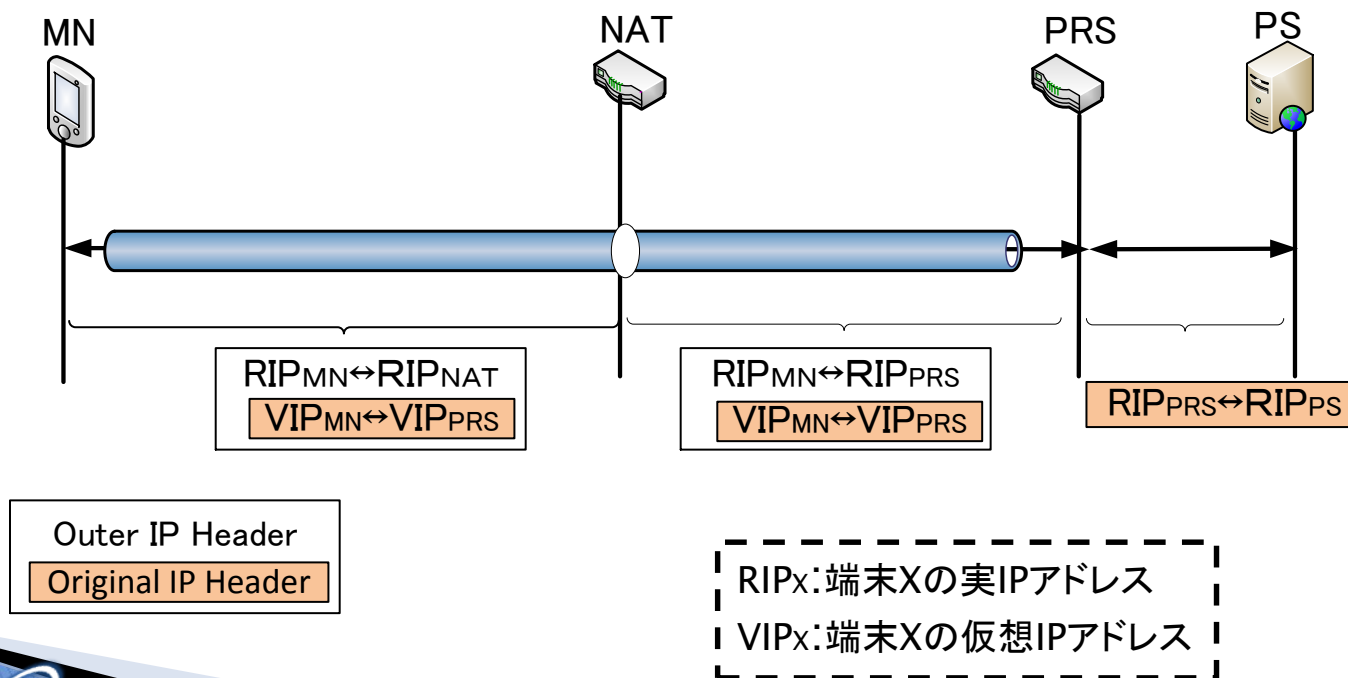 MN
NAT
PRS
PS
RIPMN↔RIPNAT
VIPMN↔VIPPRS
RIPMN↔RIPPRS
VIPMN↔VIPPRS
RIPPRS↔RIPPS
Outer IP Header
Original IP Header
RIPX:端末Xの実IPアドレス
VIPX:端末Xの仮想IPアドレス